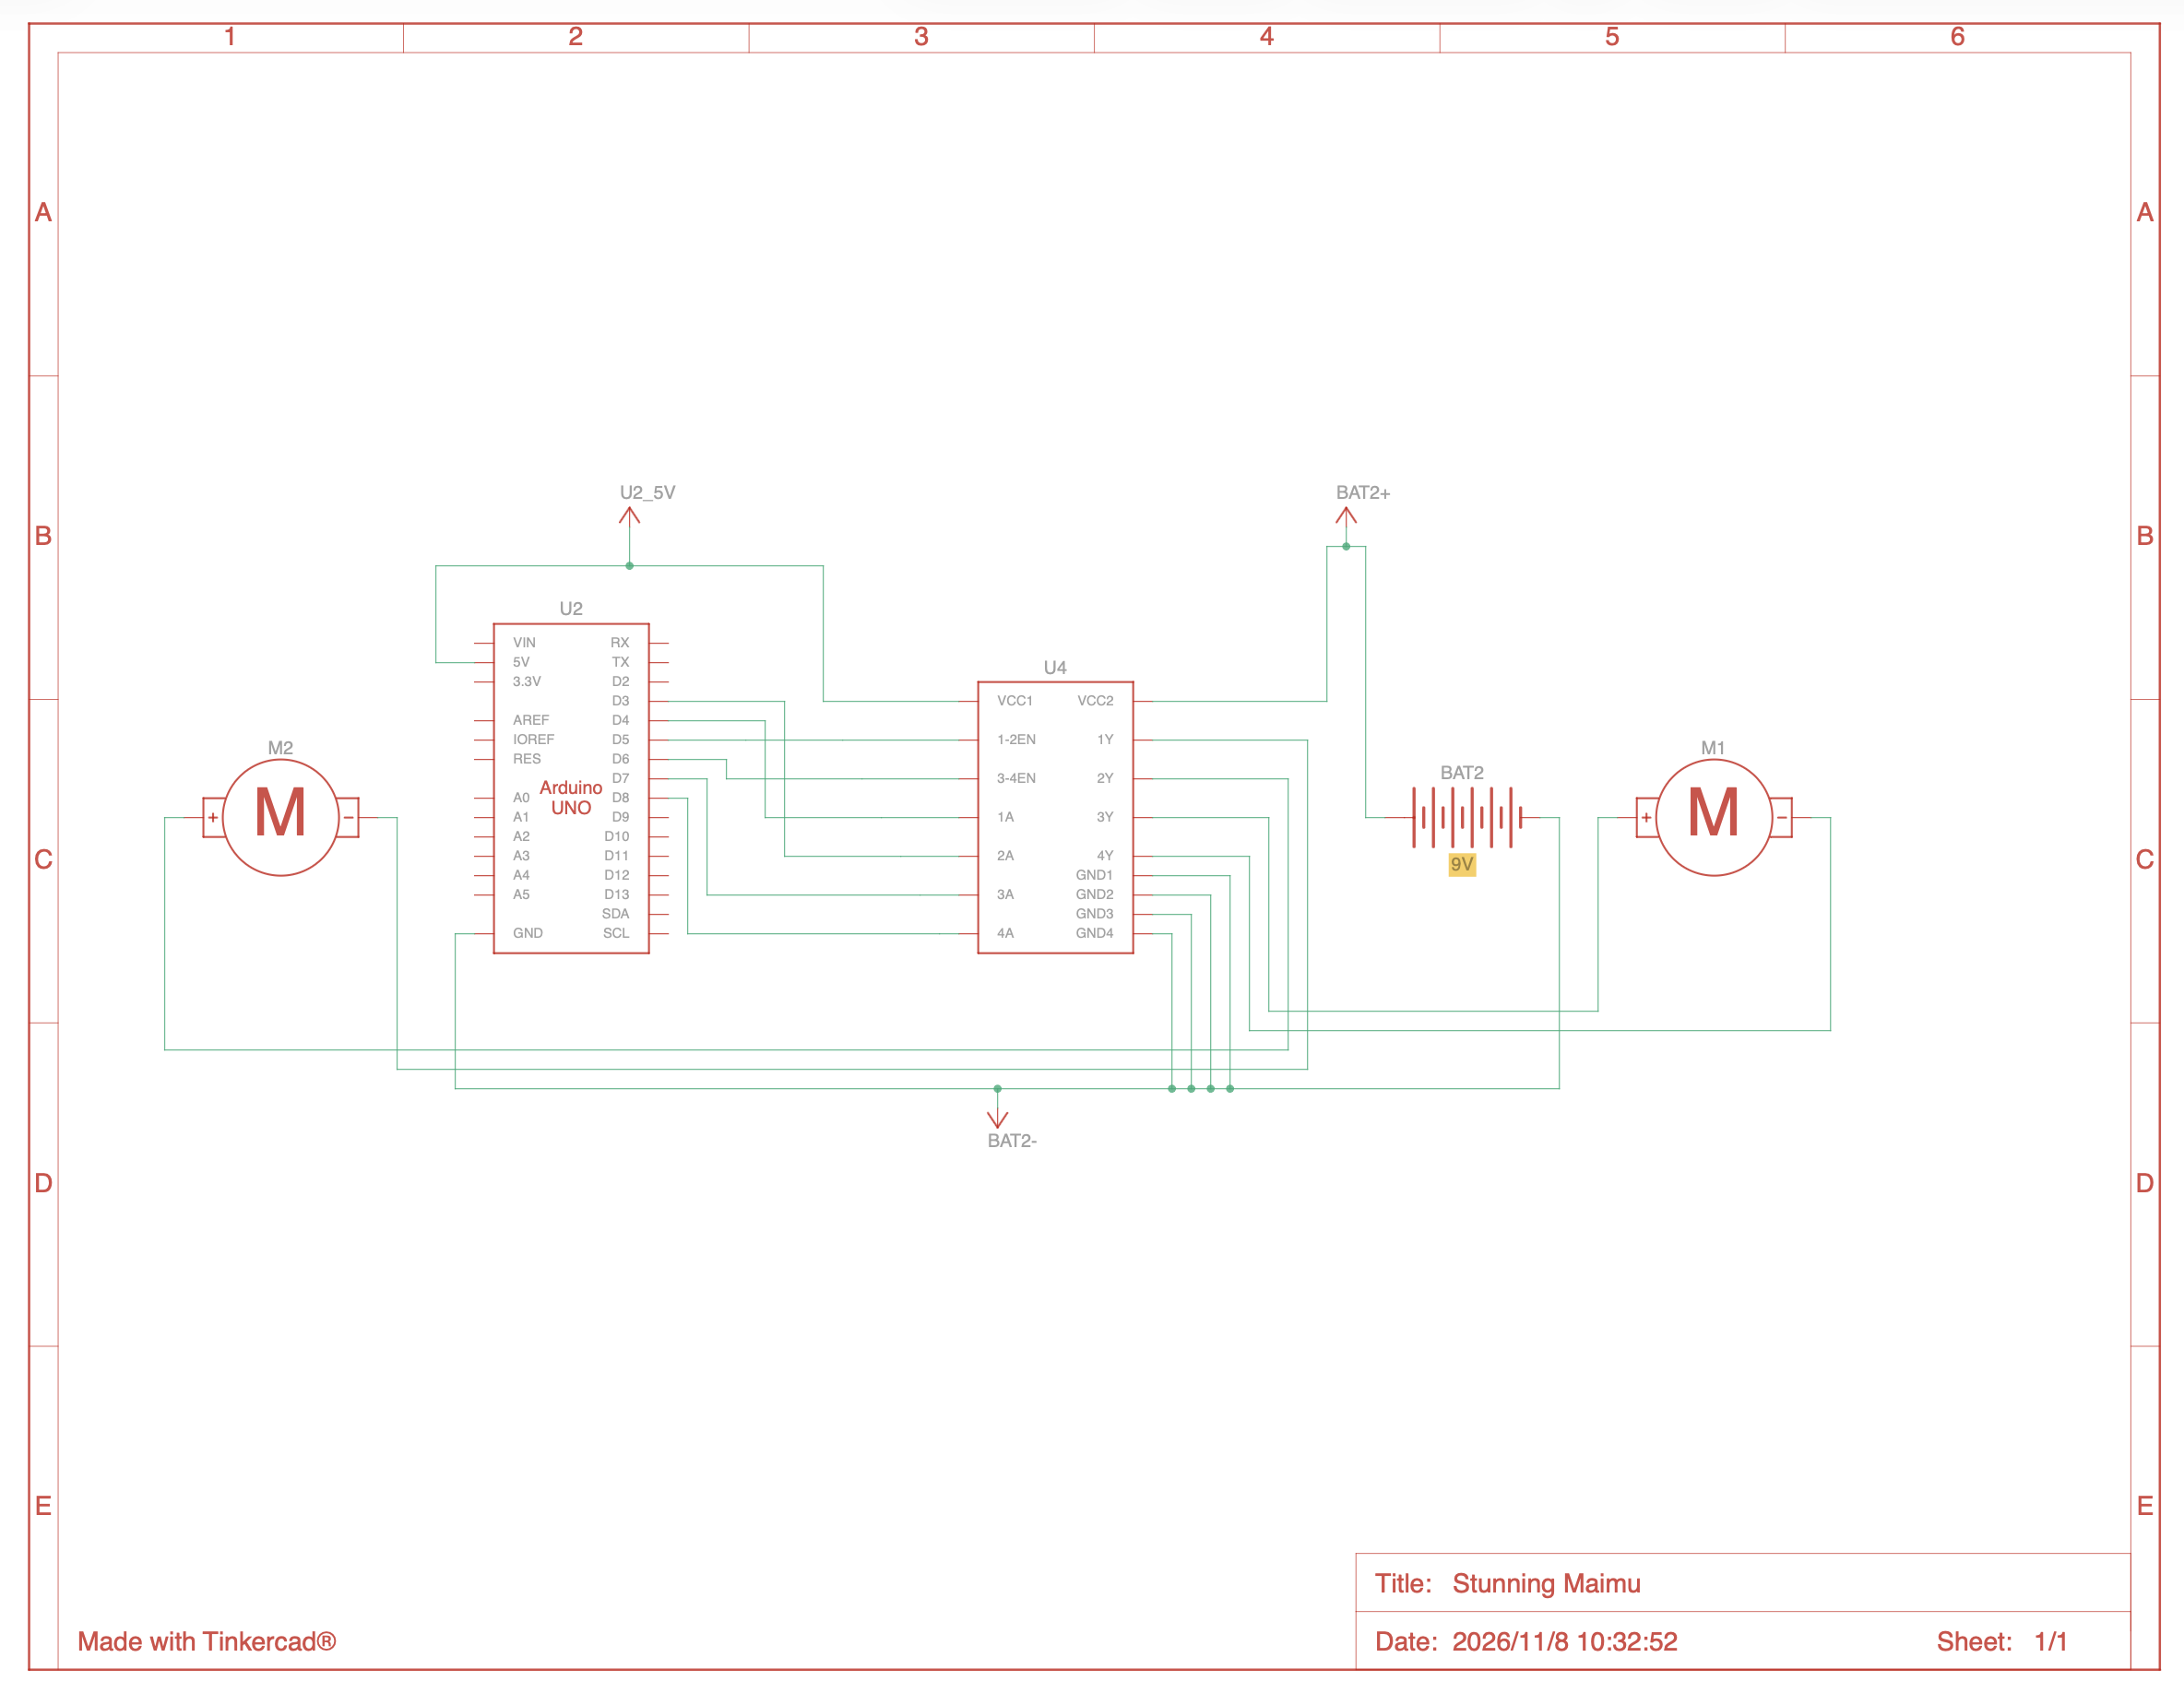 1 2 3 4 5 6
A A
U2_5V BAT2+
B B
U2
VIN RX
5V TX
3.3V D2
D3
AREF D4
IOREF D5
RES D6
D7
A0 D8
A1 D9
A2 D10
A3 D11
A4 D12
A5 D13
SDA
GND SCL
Arduino
UNO
U4
VCC1 VCC2
1-2EN 1Y
3-4EN 2Y
1A 3Y
2A 4Y
GND1
3A GND2
GND3
4A GND4
M2
+ M -
BAT2
9V
M1
+ M -
C C
BAT2-
D D
E E
Title: Stunning Maimu
Made with Tinkercad®
Date: 2026/11/8 10:32:52 Sheet: 1/1